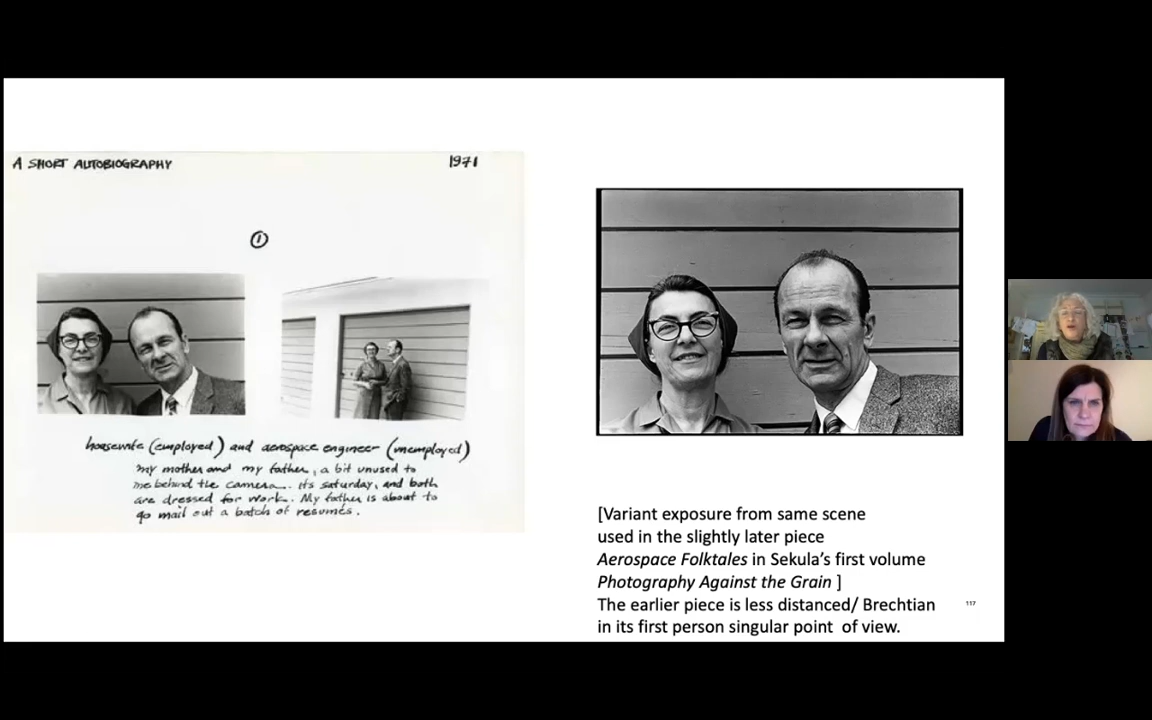 A SHORT AUTOBIOGRAPHY
1971
1
housewife (employed) and aerospace engineer (unemployed)
my mother and my father, a bit unused to
me behind the camera. its saturday, and both
are dressed for work. My father is about to
go mail out a batch of resumes.
[Variant exposure from same scene
used in the slightly later piece
Aerospace Folktales in Sekula's first volume
Photography Against the Grain ]
The earlier piece is less distanced/ Brechtian
in its first person singular point of view.
117